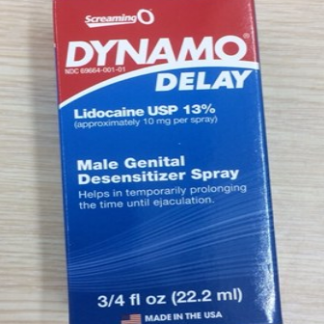 Screaming O®
DYNAMO®
NDC 69664-001-01
DELAY
Lidocaine USP 13%
(approximately 10 mg per spray)
Male Genital
Desensitizer Spray
Helps in temporarily prolonging
the time until ejaculation.
3/4 fl oz (22.2 ml)
MADE IN THE USA